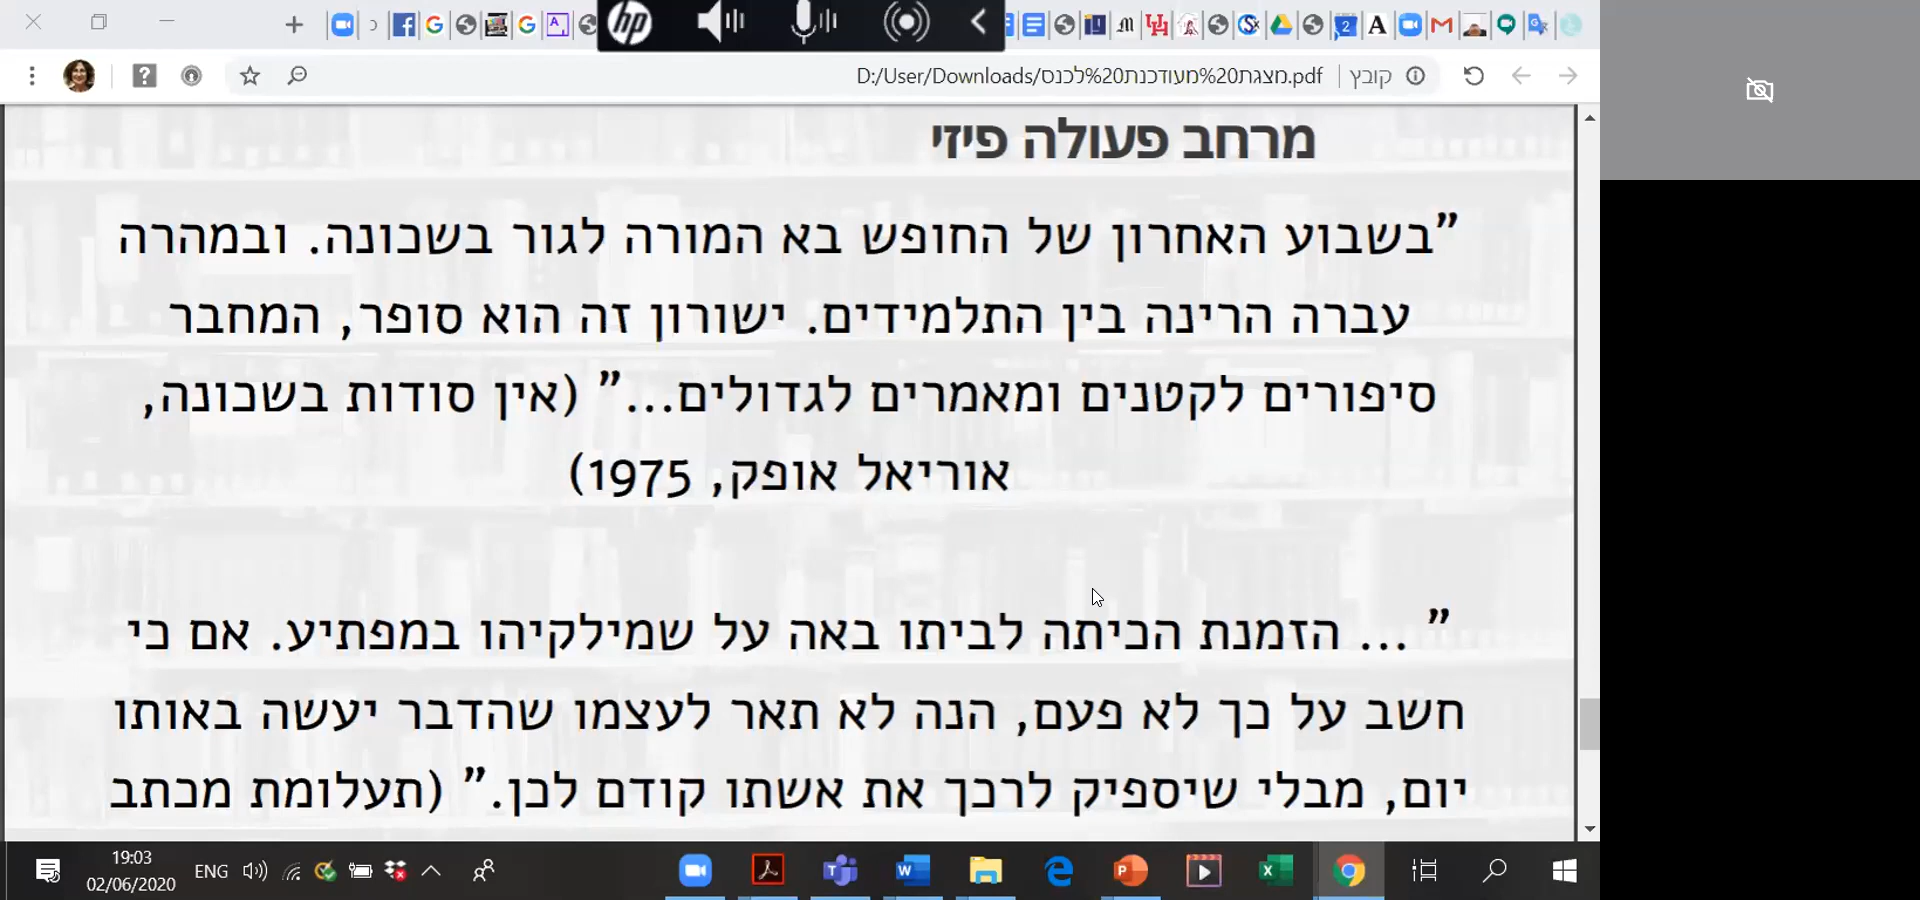 D:/User/Downloads/מצגת%20מעודכנת%20לכנס.pdf | קובץ
מרחב פעולה פיזי
"בשבוע האחרון של החופש בא המורה לגור בשכונה. ובמהרה
עברה הרינה בין התלמידים. ישורון זה הוא סופר, המחבר
סיפורים לקטנים ומאמרים לגדולים..." (אין סודות בשכונה,
אוריאל אופק, 1975)
" ... הזמנת הכיתה לביתו באה על שמילקיהו במפתיע. אם כי
חשב על כך לא פעם, הנה לא תאר לעצמו שהדבר יעשה באותו
יום, מבלי שיספיק לרכך את אשתו קודם לכן." (תעלומת מכתב
19:03
ENG
02/06/2020